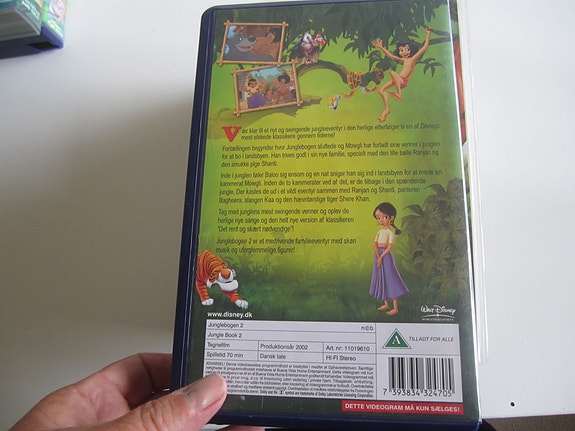 Vær klar til et nyt og swingende jungleeventyr i den herlige efterfølger til en af Disneys
mest elskede klassikere gennem tiderne!
Fortællingen begynder hvor Junglebogen sluttede og Mowgli har forladt sine venner i junglen
for at bo i landsbyen. Han trives godt i sin nye familie, specielt med den lille bølle Ranjan og
den smukke pige Shanti.
Inde i junglen føler Baloo sig ensom og en nat sniger han sig ind i landsbyen for at møde sin
kammerat Mowgli. Inden de to kammerater ved af det, er de tilbage i den spændende
jungle. Der kastes de ud i et vildt eventyr sammen med Ranjan og Shanti, panteren
Bagheera, slangen Kaa og den hævntørstige tiger Shere Khan.
Tag med junglens mest swingende venner og oplev de
herlige nye sange og den helt nye version af klassikeren
"Det rent og skært nødvendige"!
Junglebogen 2 er et medrivende familieeventyr med skøn
musik og uforglemmelige figurer!
www.disney.dk
WALT DISNEY
Junglebogen 2
nCb
Jungle Book 2
Tegnefilm
Produktionsår 2002
Art. nr: 11019610
Spilletid 70 min
Dansk tale
HI-FI Stereo
A
TILLADT FOR ALLE
7 393834 324705
DETTE VIDEOGRAM MÅ KUN SÆLGES!